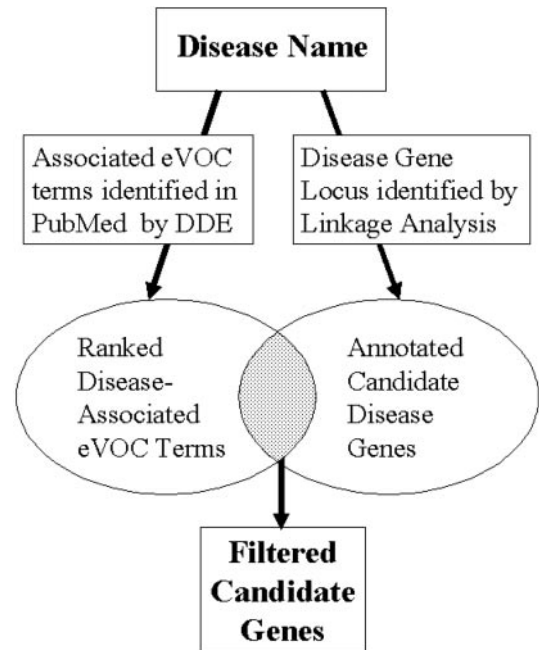 Disease Name
Associated eVOC
terms identified in
PubMed by DDE
Disease Gene
Locus identified by
Linkage Analysis
Ranked
Disease-
Associated
eVOC Terms
Annotated
Candidate
Disease
Genes
Filtered
Candidate
Genes